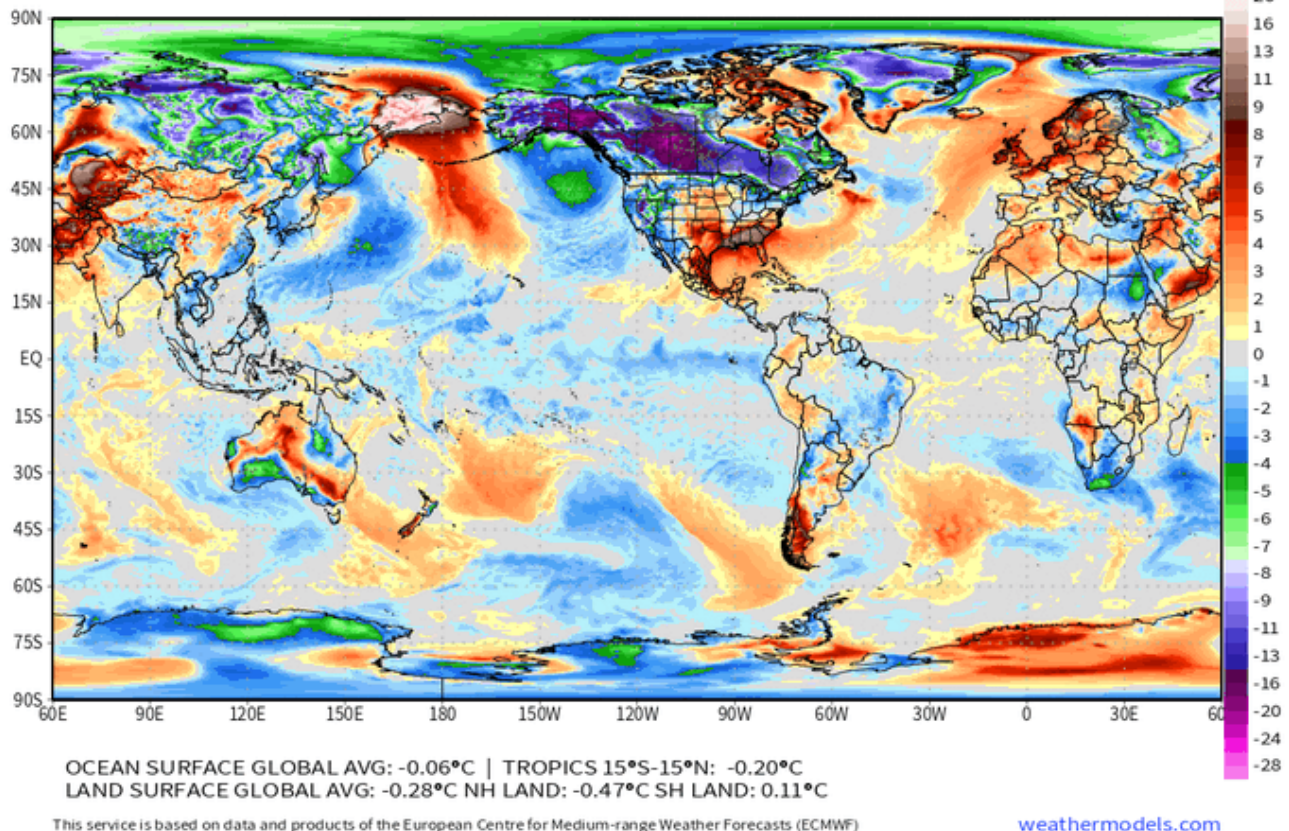 90N
75N
60N
45N
30N
15N
EQ
15S
30S
45S
60S
75S
90S
60E 90E 120E 150E 180 150W 120W 90W 60W 30W 0 30E 60
16
13
11
9
8
7
6
5
4
3
2
1
0
-1
-2
-3
-4
-5
-6
-7
-8
-9
-11
-13
-16
-20
-24
-28
OCEAN SURFACE GLOBAL AVG: -0.06°C | TROPICS 15°S-15°N: -0.20°C
LAND SURFACE GLOBAL AVG: -0.28°C NH LAND: -0.47°C SH LAND: 0.11°C
This service is based on data and products of the European Centre for Medium-range Weather Forecasts (ECMWF)
weathermodels.com